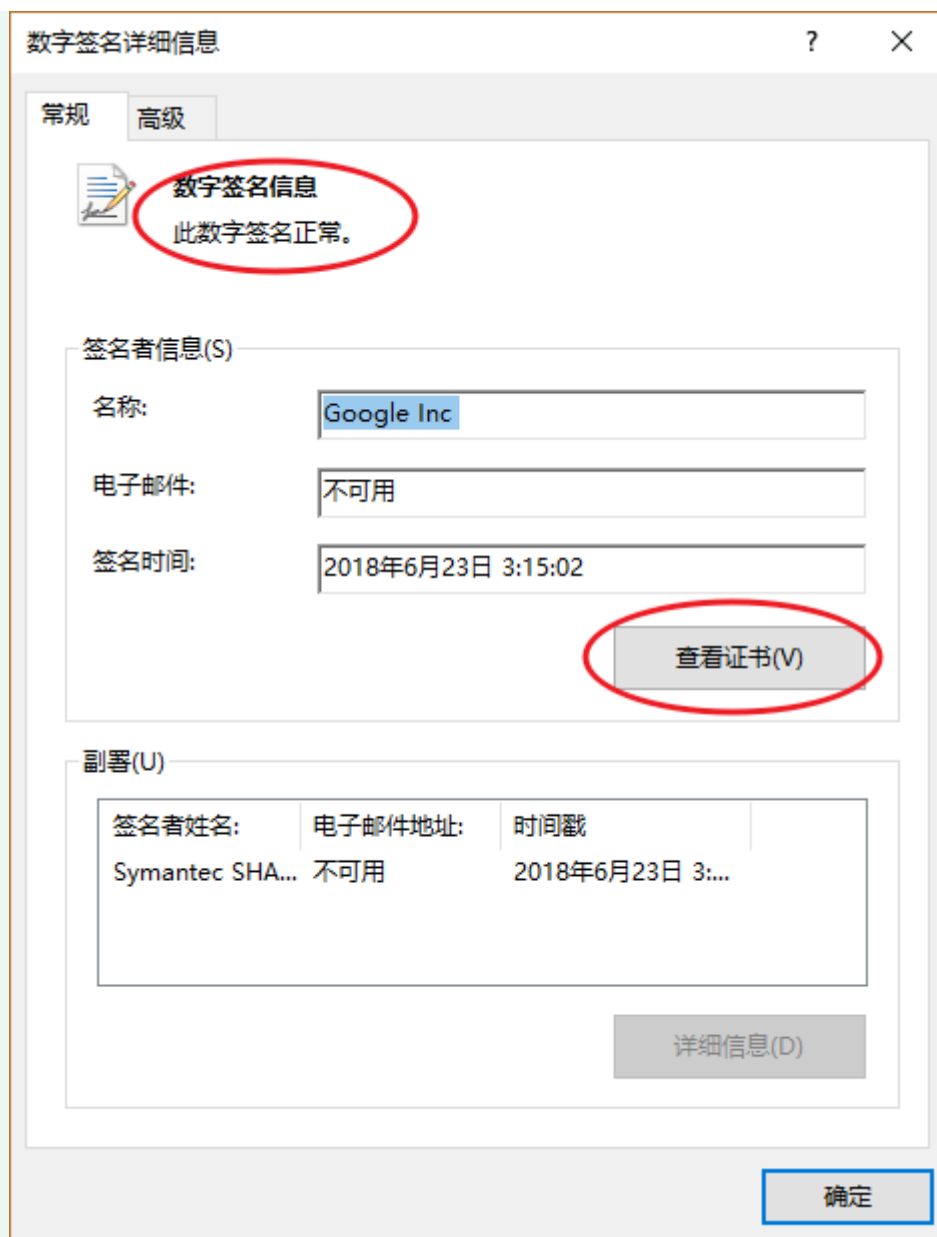 数字签名详细信息
常规 高级
数字签名信息
此数字签名正常。
签名者信息(S)
名称: Google Inc
电子邮件: 不可用
签名时间: 2018年6月23日 3:15:02
查看证书(V)
副署(U)
签名者姓名: 电子邮件地址: 时间戳
Symantec SHA... 不可用 2018年6月23日 3:...
详细信息(D)
确定